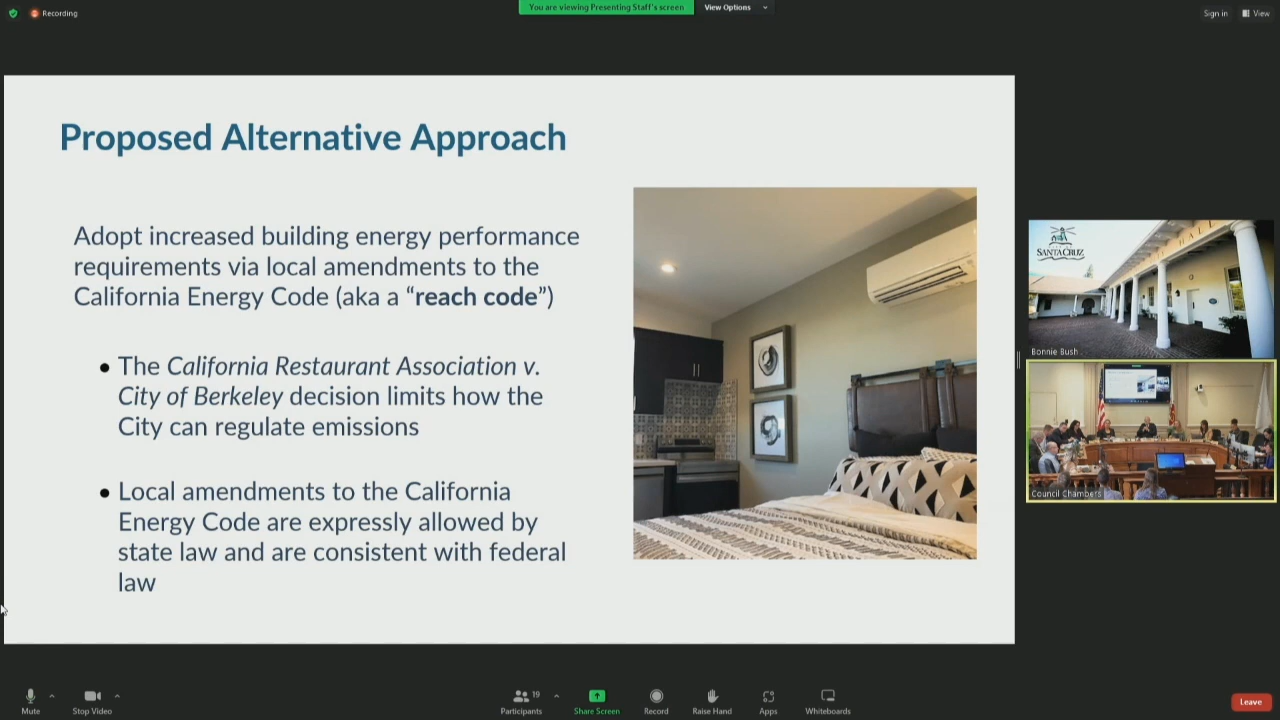 Recording
You are viewing Presenting Staff's screen
View Options
Sign in
View
Proposed Alternative Approach
Adopt increased building energy performance
requirements via local amendments to the
California Energy Code (aka a “reach code”)
● The California Restaurant Association v.
City of Berkeley decision limits how the
City can regulate emissions
● Local amendments to the California
Energy Code are expressly allowed by
state law and are consistent with federal
law
SANTA CRUZ
HALL
Bonnie Bush
Council Chambers
Mute
Stop Video
Participants
19
Share Screen
Record
Raise Hand
Apps
Whiteboards
Leave